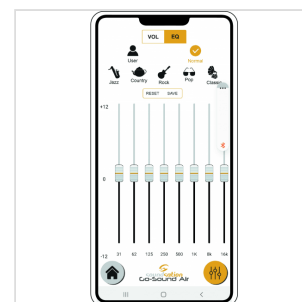 VOL EQ
User Normal
Jazz Country Rock Pop Classic
RESET SAVE
+12
0
-12 31 62 125 250 500 1K 8k 16k
soundsation
Go-Sound Air